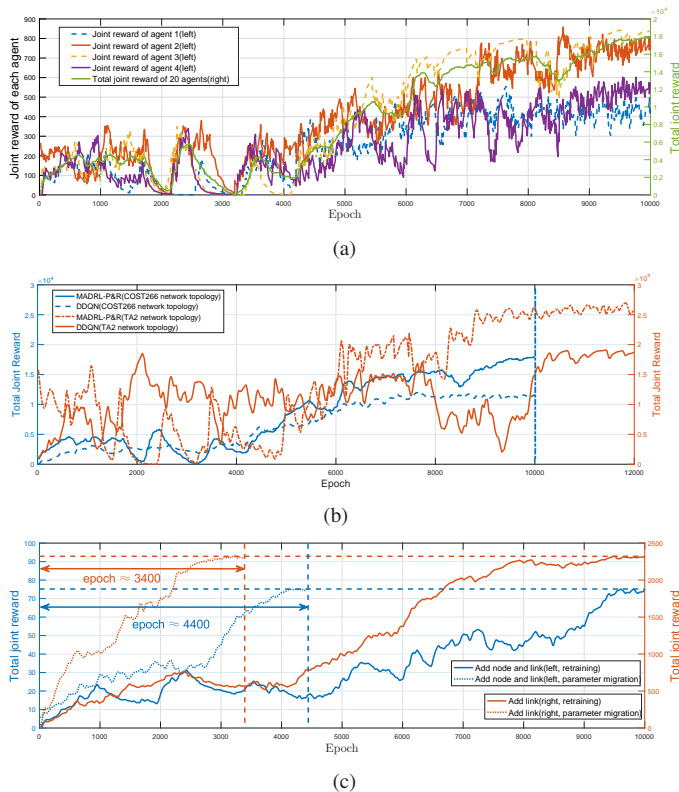 ×10⁴
900
800
700
600
500
400
300
200
100
0
2
1.8
1.6
1.4
1.2
1
0.8
0.6
0.4
0.2
0
Joint reward of each agent
Total joint reward
Joint reward of agent 1(left)
Joint reward of agent 2(left)
Joint reward of agent 3(left)
Joint reward of agent 4(left)
Total joint reward of 20 agents(right)
0 1000 2000 3000 4000 5000 6000 7000 8000 9000 10000
Epoch
(a)
×10⁴ ×10⁴
3
2.5
2
1.5
1
0.5
0
3
2.5
2
1.5
1
0.5
0
Total Joint Reward
Total Joint Reward
MADRL-P&R(COST266 network topology)
DDQN(COST266 network topology)
MADRL-P&R(TA2 network topology)
DDQN(TA2 network topology)
0 2000 4000 6000 8000 10000 12000
Epoch
(b)
100
90
80
70
60
50
40
30
20
10
0
2500
2000
1500
1000
500
0
Total joint reward
Total joint reward
epoch ≈ 3400
epoch ≈ 4400
Add node and link(left, retraining)
Add node and link(left, parameter migration)
Add link(right, retraining)
Add link(right, parameter migration)
0 1000 2000 3000 4000 5000 6000 7000 8000 9000 10000
Epoch
(c)